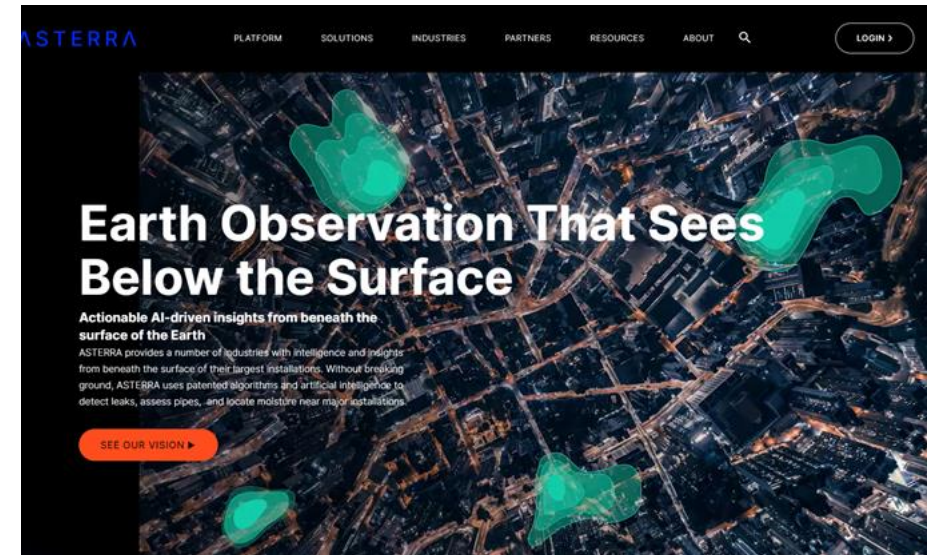 ASTERRA
PLATFORM SOLUTIONS INDUSTRIES PARTNERS RESOURCES ABOUT LOGIN >
Earth Observation That Sees
Below the Surface
Actionable AI-driven insights from beneath the
surface of the Earth
ASTERRA provides a number of industries with intelligence and insights
from beneath the surface of their largest installations. Without breaking
ground, ASTERRA uses patented algorithms and artificial intelligence to
detect leaks, assess pipes, and locate moisture near major installations.
SEE OUR VISION